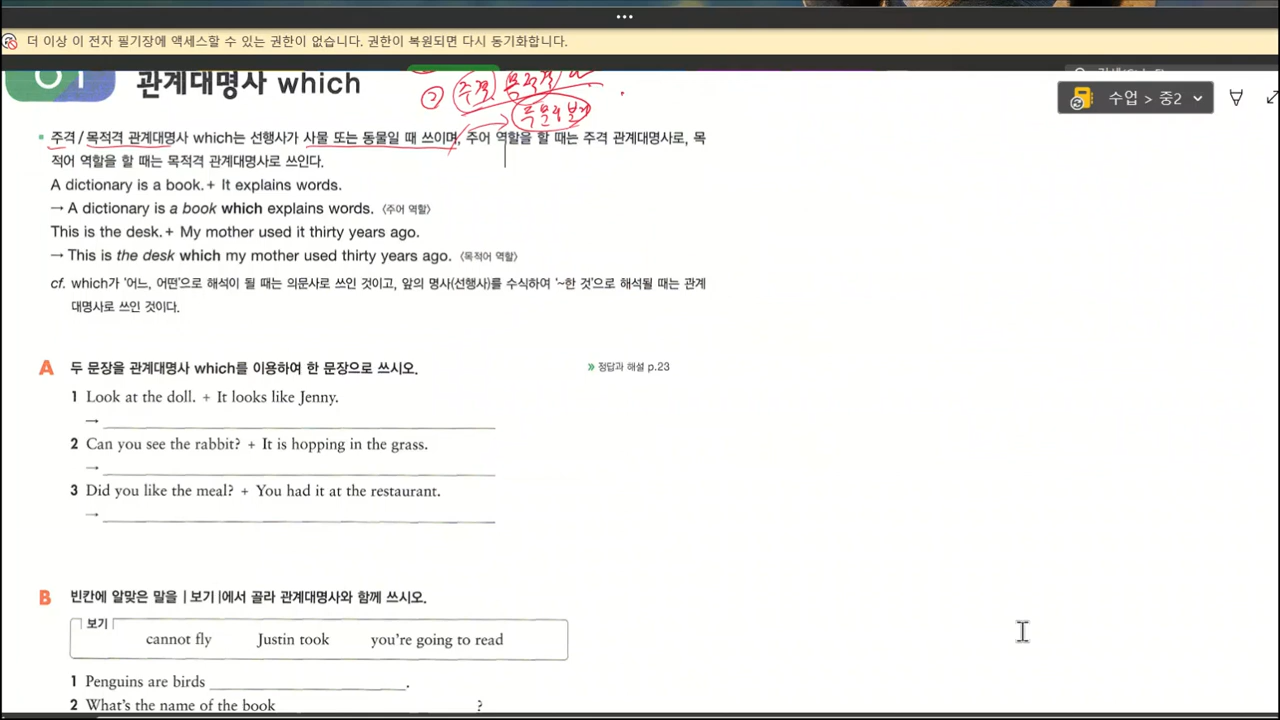 더 이상 이 전자 필기장에 액세스할 수 있는 권한이 없습니다. 권한이 복원되면 다시 동기화합니다.
관계대명사 which
② 주격 목적격
수업 > 중2
주격 / 목적격 관계대명사 which는 선행사가 사물 또는 동물일 때 쓰이며, 주어 역할을 할 때는 주격 관계대명사로, 목
적어 역할을 할 때는 목적격 관계대명사로 쓰인다.
A dictionary is a book. + It explains words.
→ A dictionary is a book which explains words. 〈주어 역할〉
This is the desk. + My mother used it thirty years ago.
→ This is the desk which my mother used thirty years ago. 〈목적어 역할〉
cf. which가 '어느, 어떤'으로 해석이 될 때는 의문사로 쓰인 것이고, 앞의 명사(선행사)를 수식하여 '~한 것'으로 해석될 때는 관계
대명사로 쓰인 것이다.
A 두 문장을 관계대명사 which를 이용하여 한 문장으로 쓰시오.
» 정답과 해설 p.23
1 Look at the doll. + It looks like Jenny.
→
2 Can you see the rabbit? + It is hopping in the grass.
→
3 Did you like the meal? + You had it at the restaurant.
→
B 빈칸에 알맞은 말을 |보기|에서 골라 관계대명사와 함께 쓰시오.
보기
cannot fly Justin took you're going to read
1 Penguins are birds .
2 What's the name of the book ?